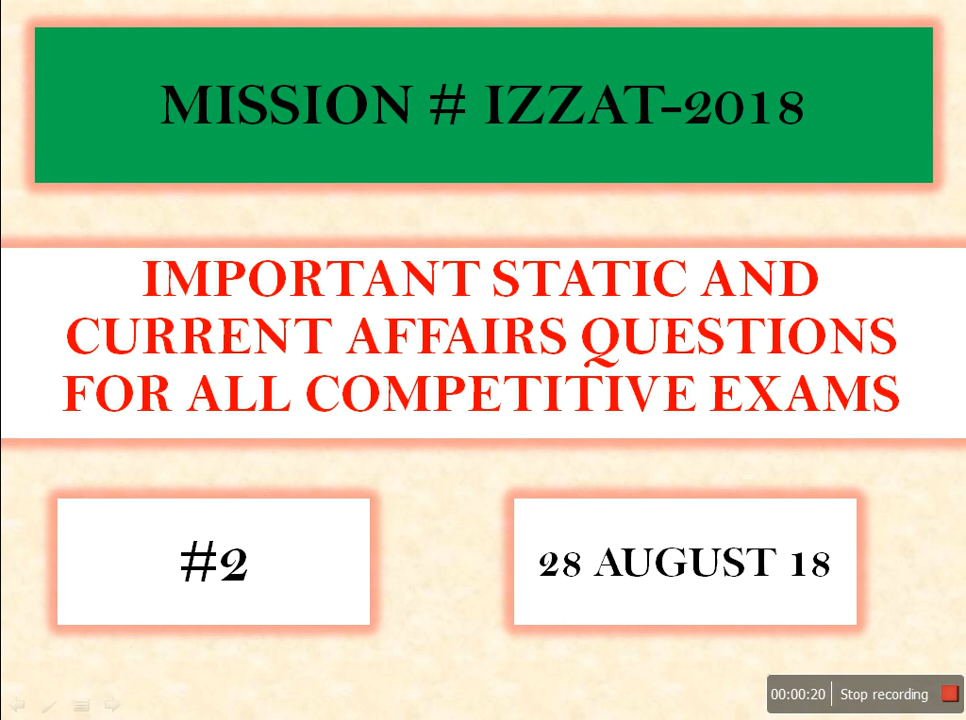 MISSION # IZZAT-2018
IMPORTANT STATIC AND
CURRENT AFFAIRS QUESTIONS
FOR ALL COMPETITIVE EXAMS
#2
28 AUGUST 18
00:00:20 Stop recording